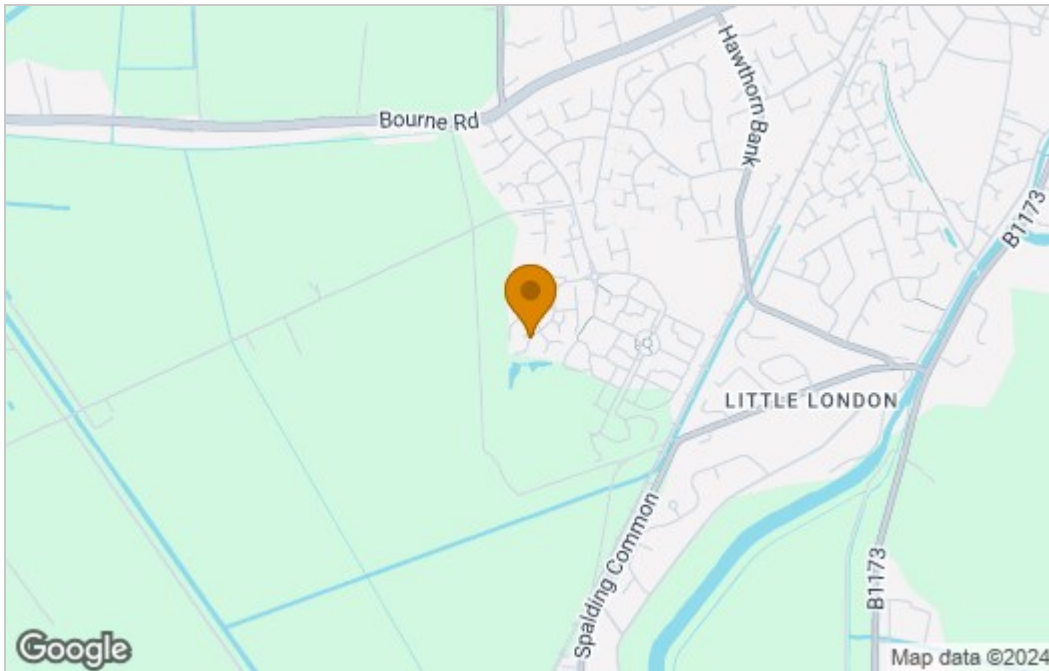 Hawthorn Bank
Bourne Rd
B1173
LITTLE LONDON
Spalding Common
B1173
Google
Map data ©2024